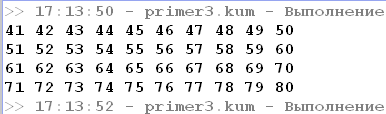 >> 17:13:50 - primer3.kum - Выполнение
41 42 43 44 45 46 47 48 49 50
51 52 53 54 55 56 57 58 59 60
61 62 63 64 65 66 67 68 69 70
71 72 73 74 75 76 77 78 79 80
>> 17:13:52 - primer3.kum - Выполнение